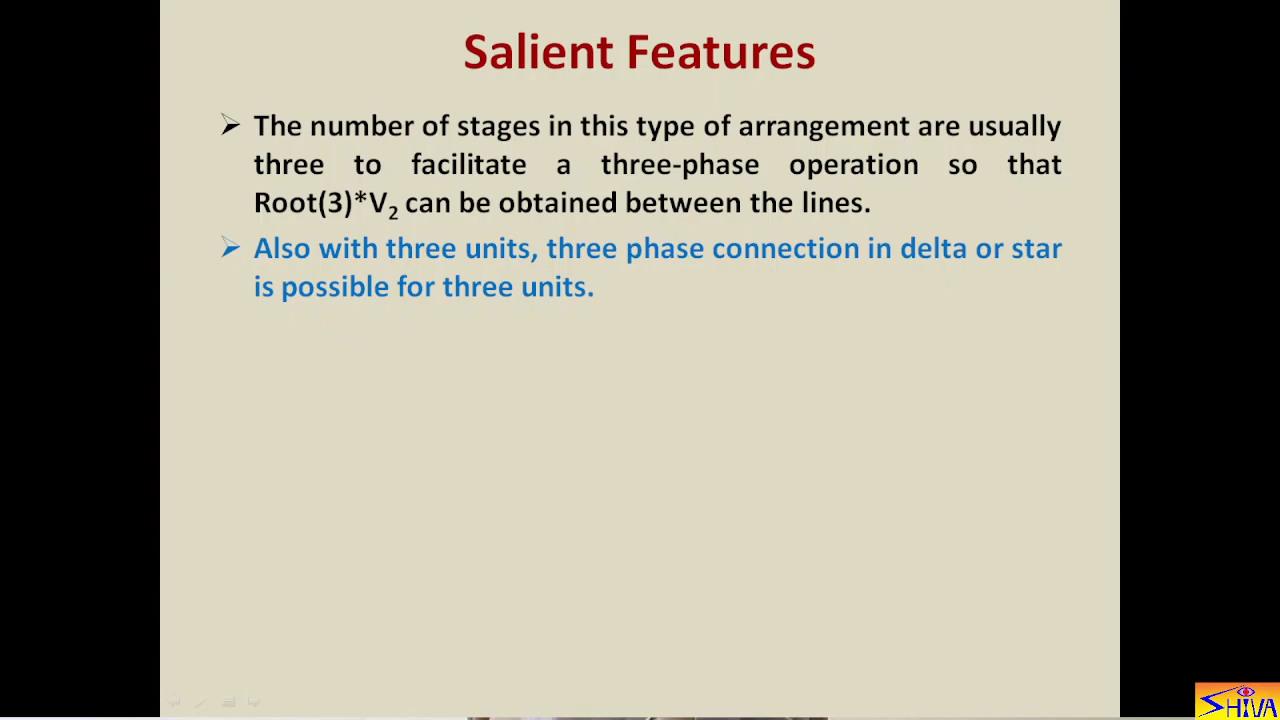 Salient Features
➢ The number of stages in this type of arrangement are usually
three to facilitate a three-phase operation so that
Root(3)*V₂ can be obtained between the lines.
➢ Also with three units, three phase connection in delta or star
is possible for three units.
SHIVA